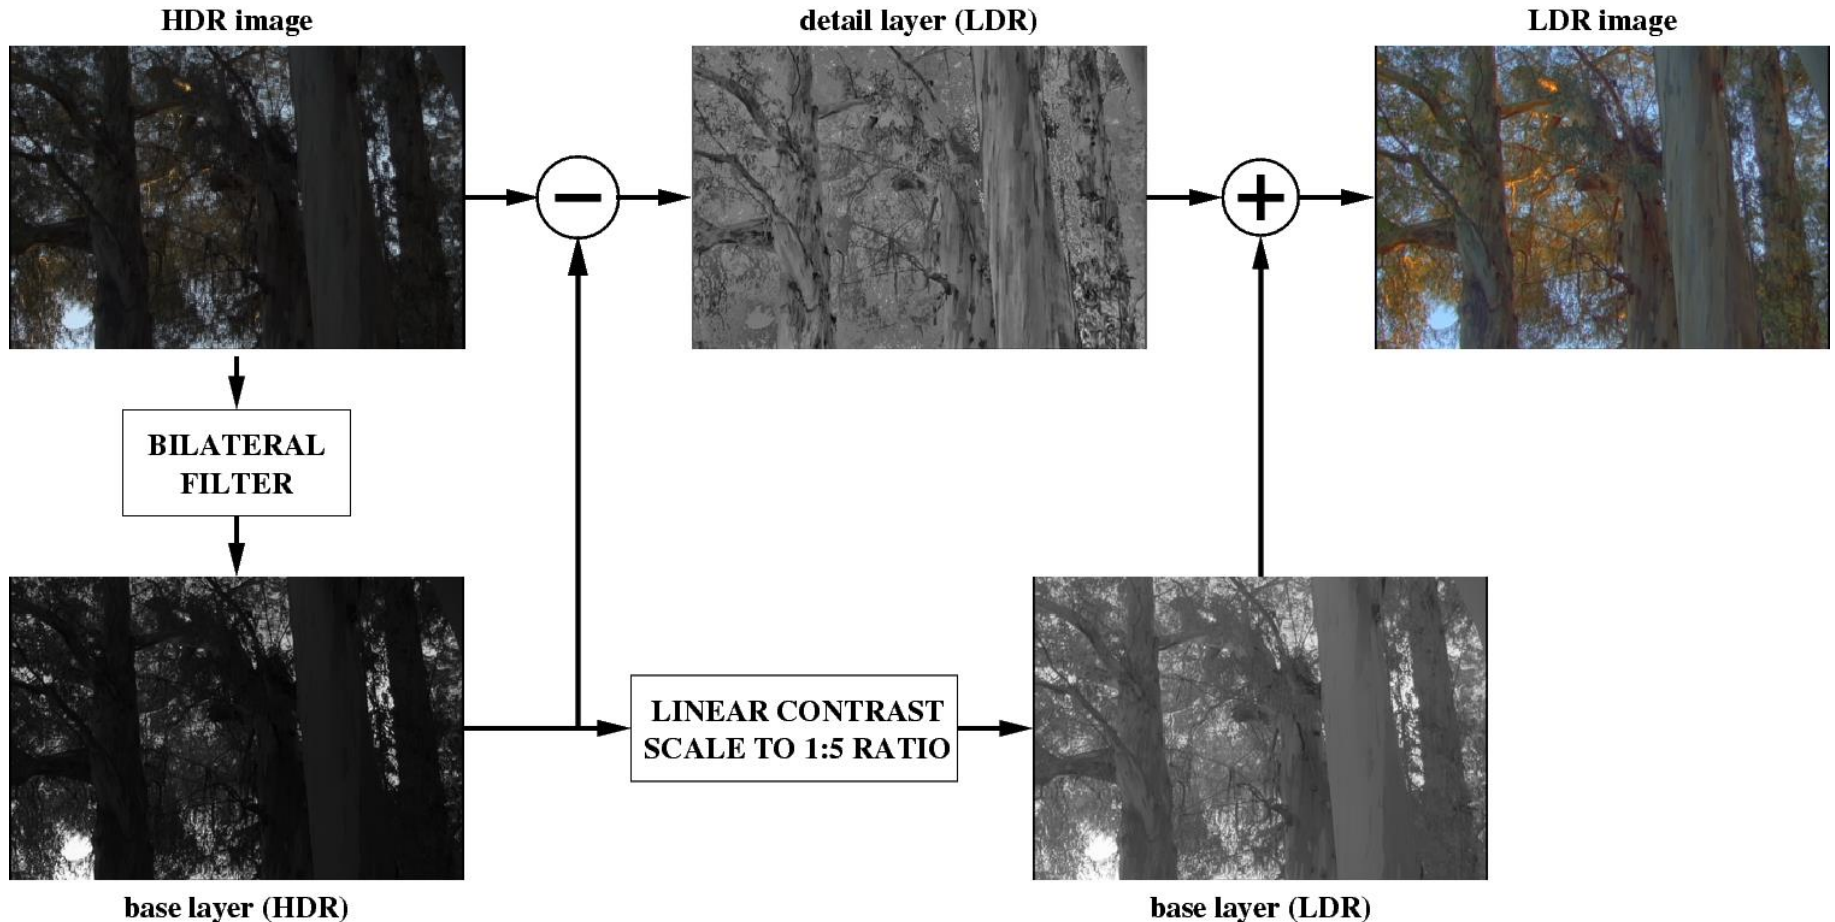 HDR image
detail layer (LDR)
LDR image
BILATERAL
FILTER
LINEAR CONTRAST
SCALE TO 1:5 RATIO
base layer (HDR)
base layer (LDR)